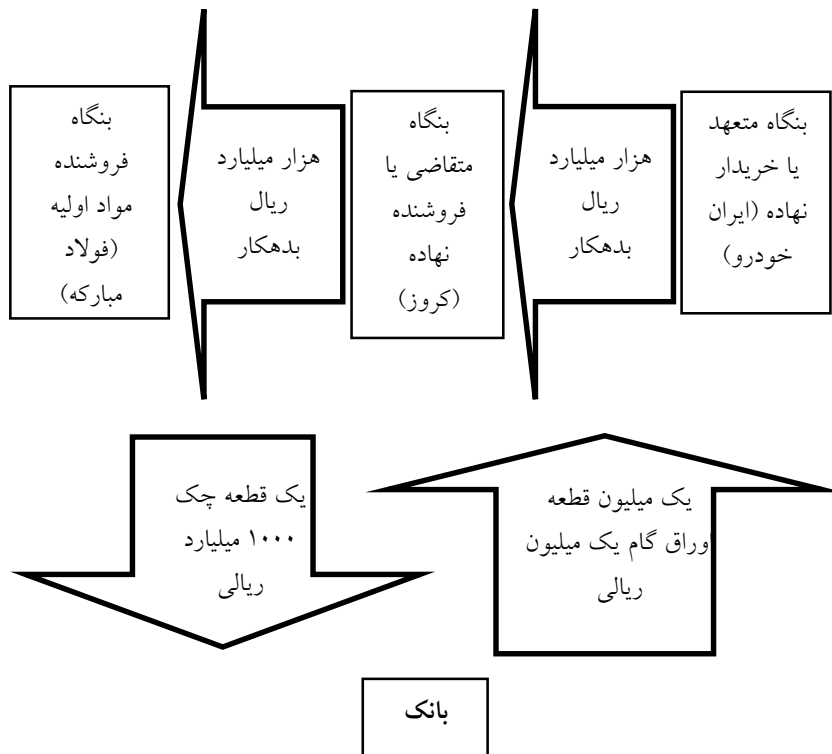 بنگاه متعهد
یا خریدار
نهاده (ایران
خودرو)
هزار میلیارد
ریال
بدهکار
بنگاه
متقاضی یا
فروشنده
نهاده
(کروز)
هزار میلیارد
ریال
بدهکار
بنگاه
فروشنده
مواد اولیه
(فولاد
مبارکه)
یک میلیون قطعه
اوراق گام یک میلیون
ریالی
یک قطعه چک
۱۰۰۰ میلیارد
ریالی
بانک